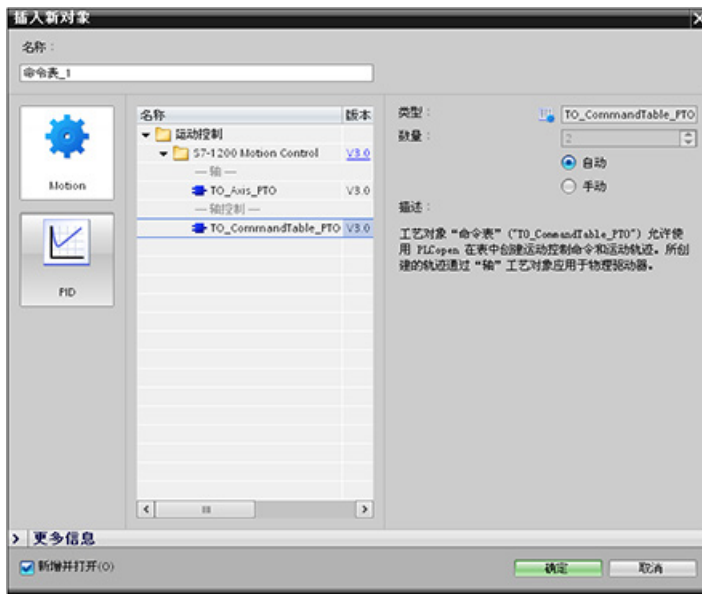 插入新对象
名称：
命令表_1
Motion
PID
名称 版本
运动控制
S7-1200 Motion Control V3.0
— 轴 —
TO_Axis_PTO V3.0
— 轴控制 —
TO_CommandTable_PTO V3.0
类型：
TO_CommandTable_PTO
数量：
2
自动
手动
描述：
工艺对象“命令表”("TO_CommandTable_PTO") 允许使
用 PLCopen 在表中创建运动控制命令和运动轨迹。所创
建的轨迹通过“轴”工艺对象应用于物理驱动器。
更多信息
新增并打开(O)
确定
取消